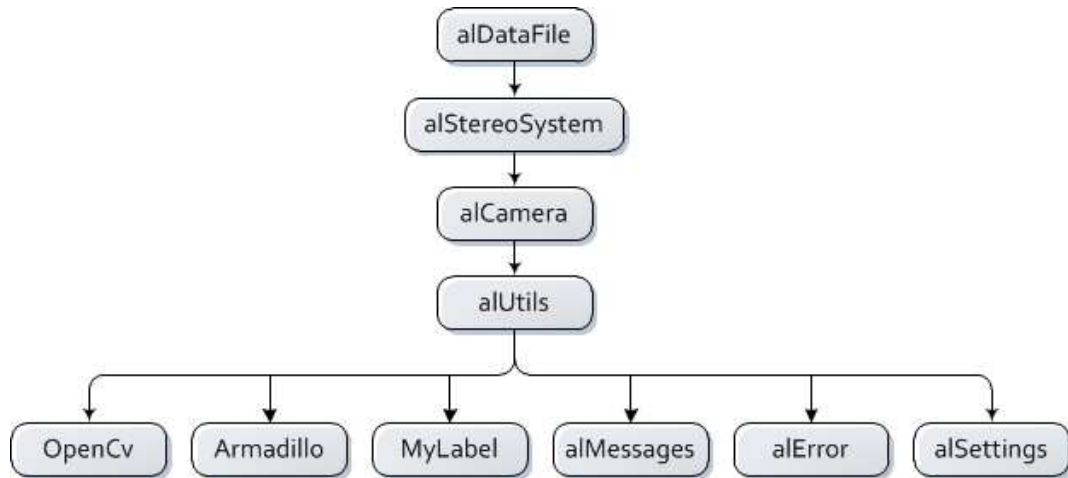 alDataFile
alStereoSystem
alCamera
alUtils
OpenCv
Armadillo
MyLabel
alMessages
alError
alSettings